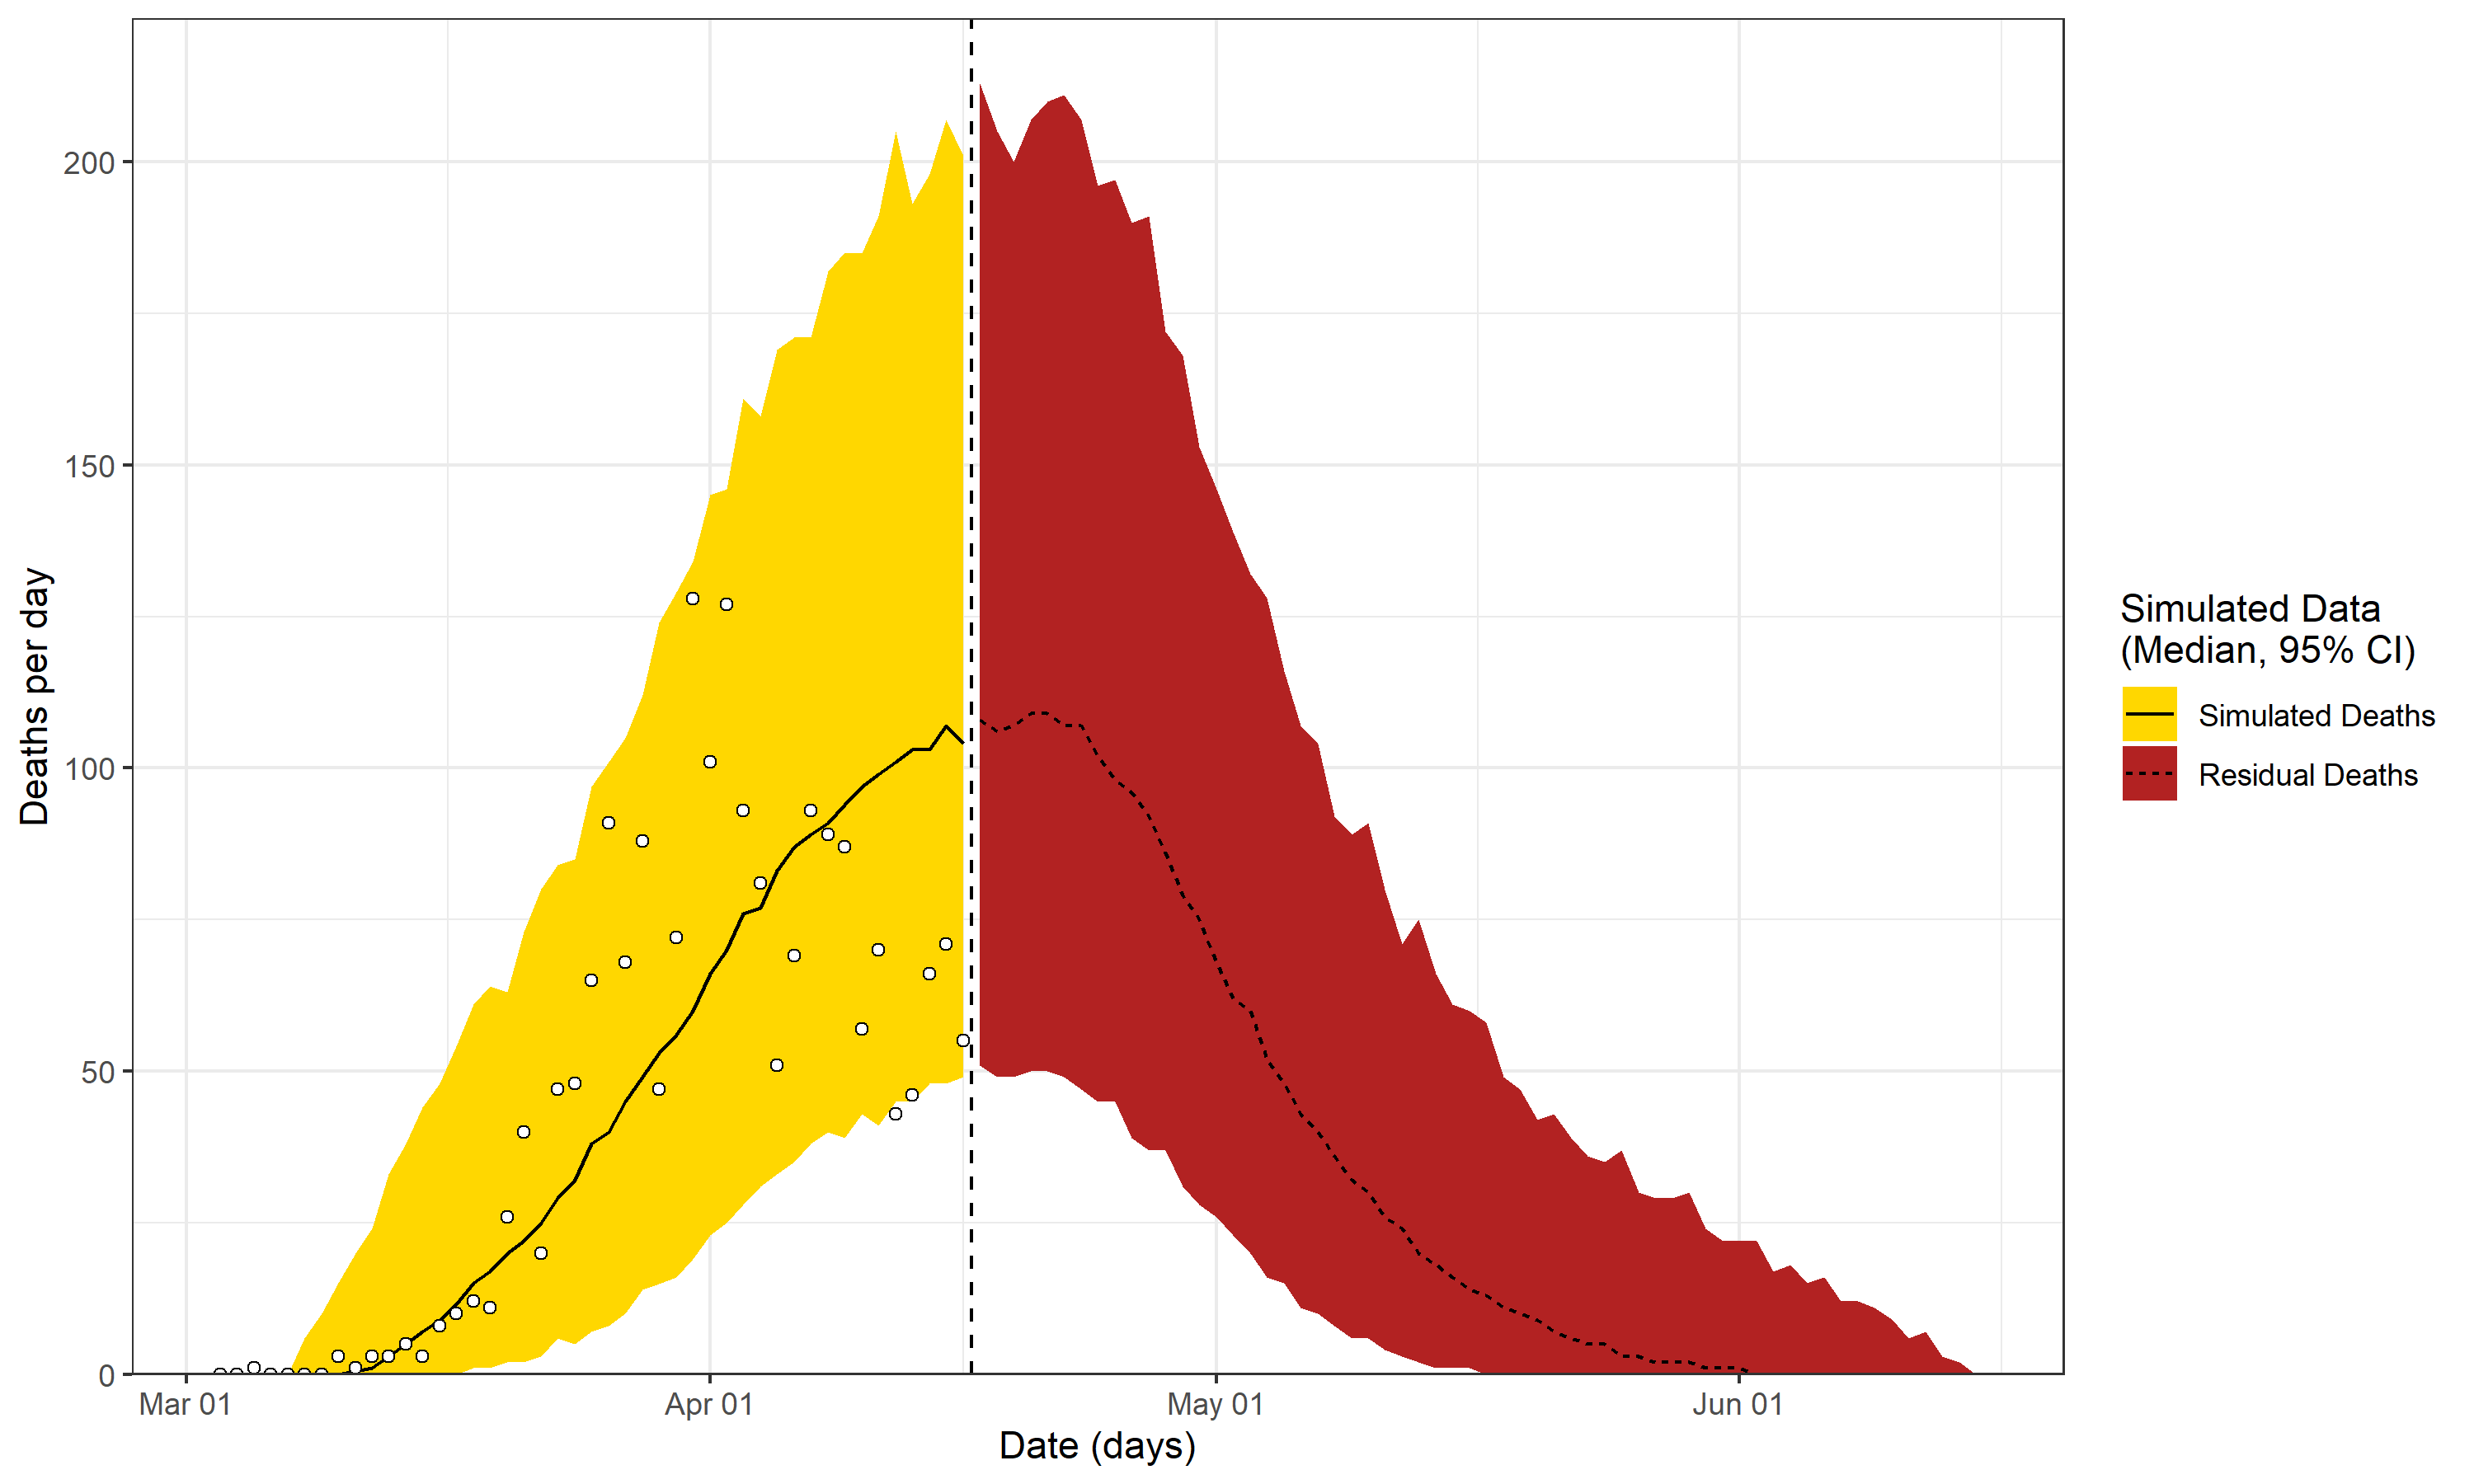 200
150
100
50
0
Deaths per day
Mar 01
Apr 01
May 01
Jun 01
Date (days)
Simulated Data
(Median, 95% CI)
Simulated Deaths
Residual Deaths